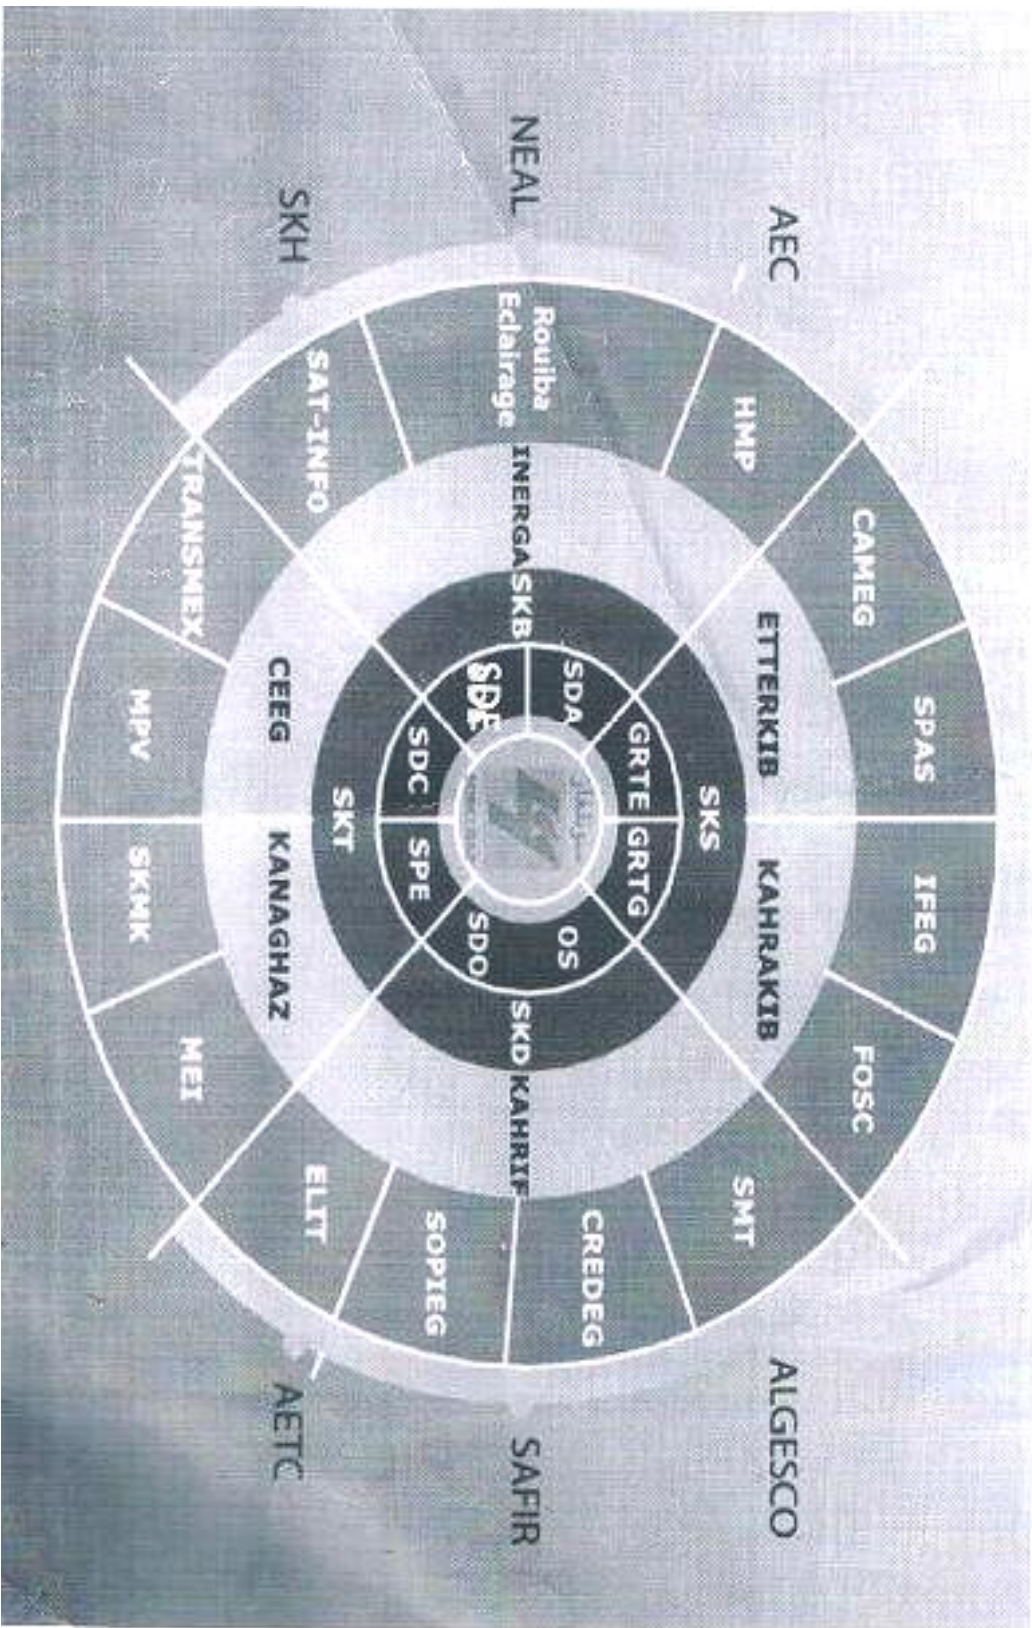 SPAS
IFEG
CAMEG
FOSC
AEC
ALGESCO
ETTERKIB
KAHRAKIB
HMP
SMT
SKS
GRTE
GRTG
CREDEG
SDA
OS
Rouiba
Eclairage
NEAL
INERGA
SKB
SKD
KAHRIF
SAFIR
SDO
SOPIEG
SDC
SPE
SKT
SAT-INFO
ELIT
SKH
AETC
CEEG
KANAGHAZ
TRANSMEX
MEI
MPV
SKMK